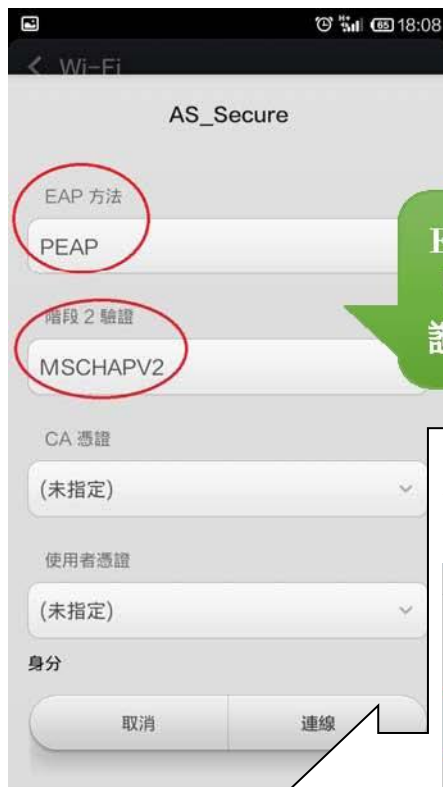 65 18:08
Wi-Fi
AS_Secure
EAP 方法
PEAP
階段 2 驗證
MSCHAPV2
CA 憑證
(未指定)
使用者憑證
(未指定)
身分
取消
連線